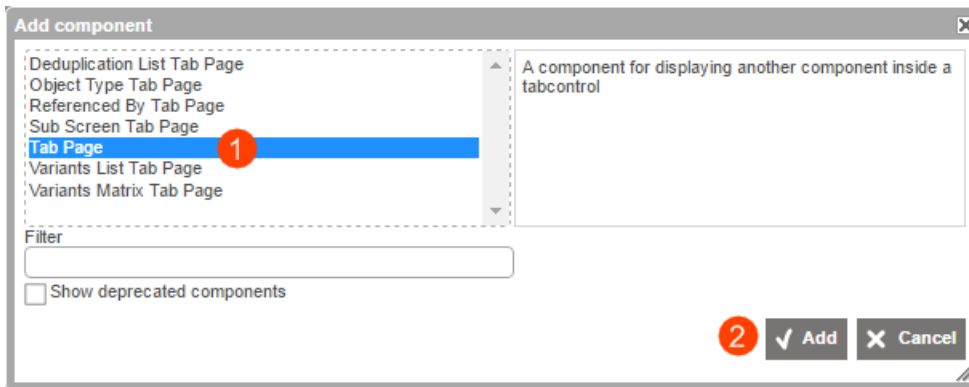 Add component
Deduplication List Tab Page
Object Type Tab Page
Referenced By Tab Page
Sub Screen Tab Page
Tab Page
1
Variants List Tab Page
Variants Matrix Tab Page
A component for displaying another component inside a
tabcontrol
Filter
Show deprecated components
2
Add
Cancel